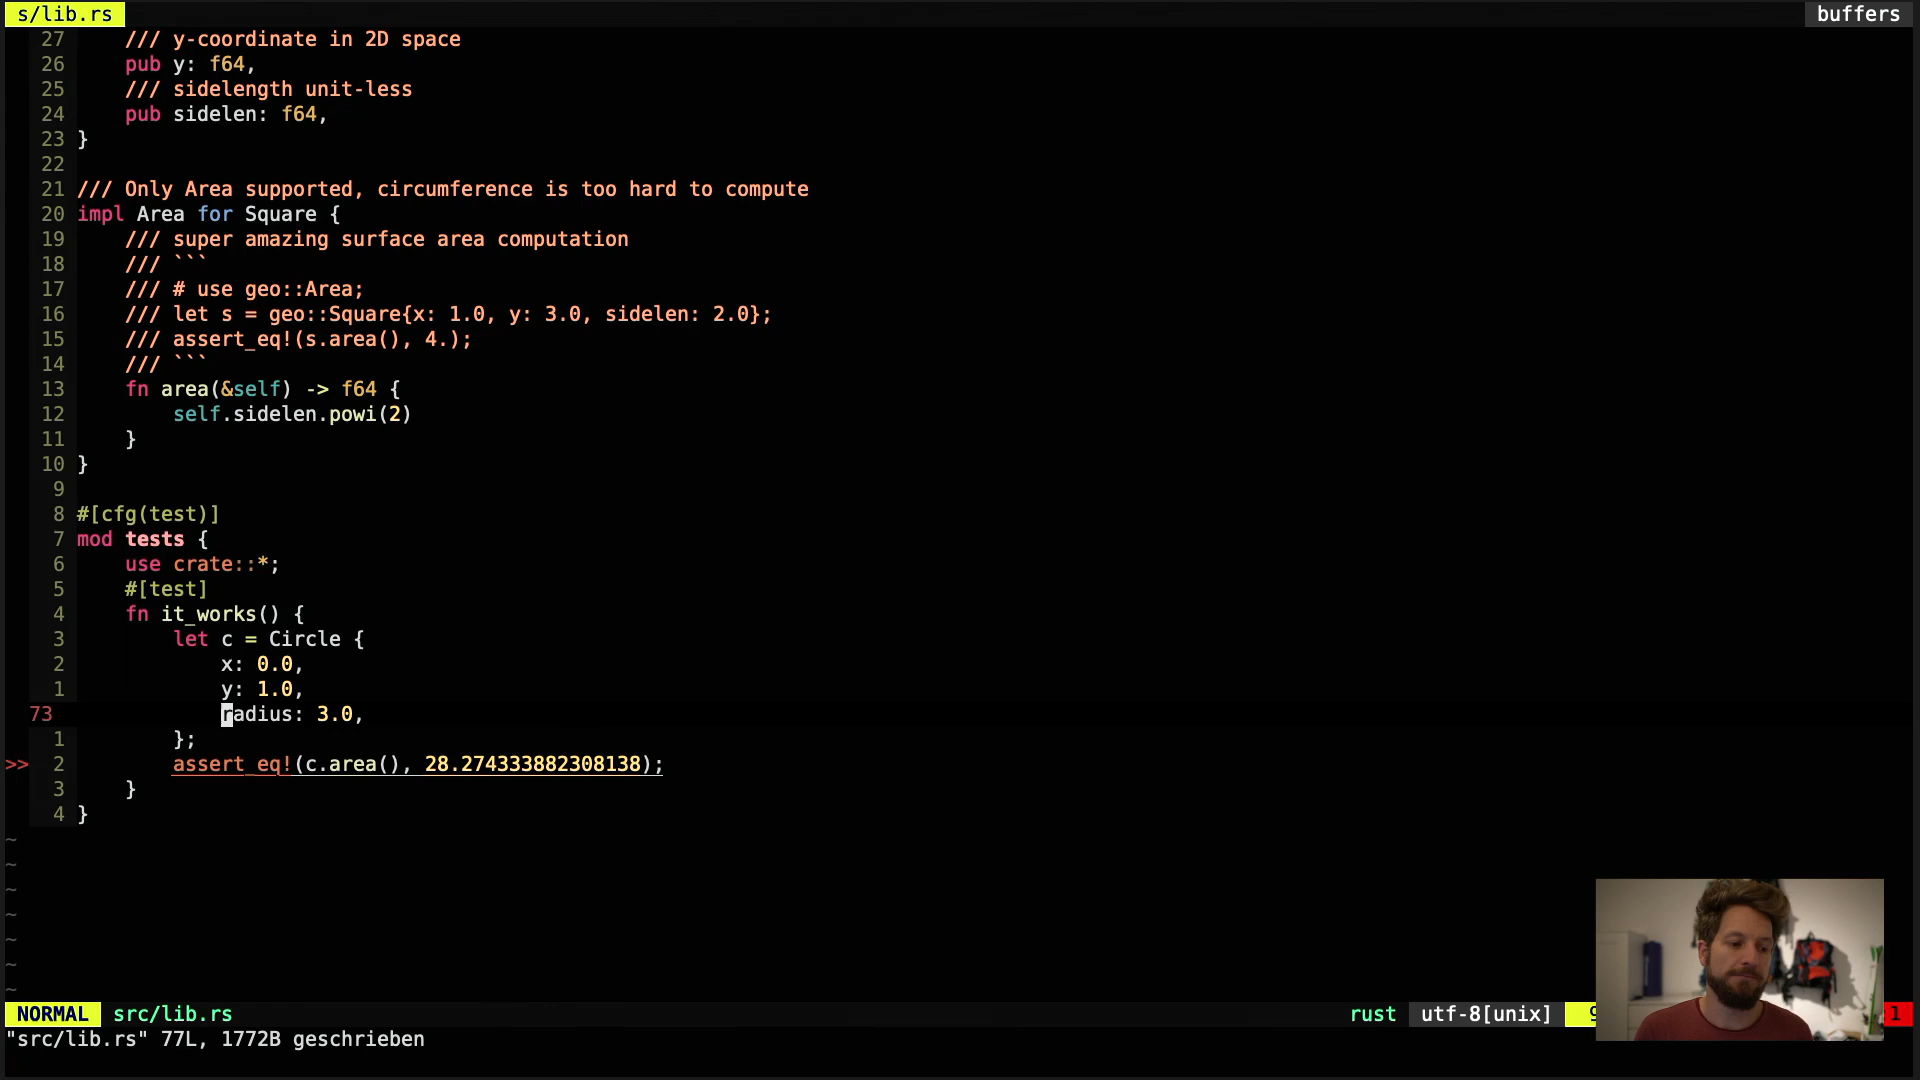 s/lib.rs buffers
27 /// y-coordinate in 2D space
26 pub y: f64,
25 /// sidelength unit-less
24 pub sidelen: f64,
23 }
22
21 /// Only Area supported, circumference is too hard to compute
20 impl Area for Square {
19 /// super amazing surface area computation
18 /// ```
17 /// # use geo::Area;
16 /// let s = geo::Square{x: 1.0, y: 3.0, sidelen: 2.0};
15 /// assert_eq!(s.area(), 4.);
14 /// ```
13 fn area(&self) -> f64 {
12 self.sidelen.powi(2)
11 }
10 }
9
8 #[cfg(test)]
7 mod tests {
6 use crate::*;
5 #[test]
4 fn it_works() {
3 let c = Circle {
2 x: 0.0,
1 y: 1.0,
73 radius: 3.0,
1 };
>> 2 assert_eq!(c.area(), 28.274333882308138);
3 }
4 }
~
~
~
~
~
~
~
NORMAL src/lib.rs rust utf-8[unix] 1
"src/lib.rs" 77L, 1772B geschrieben